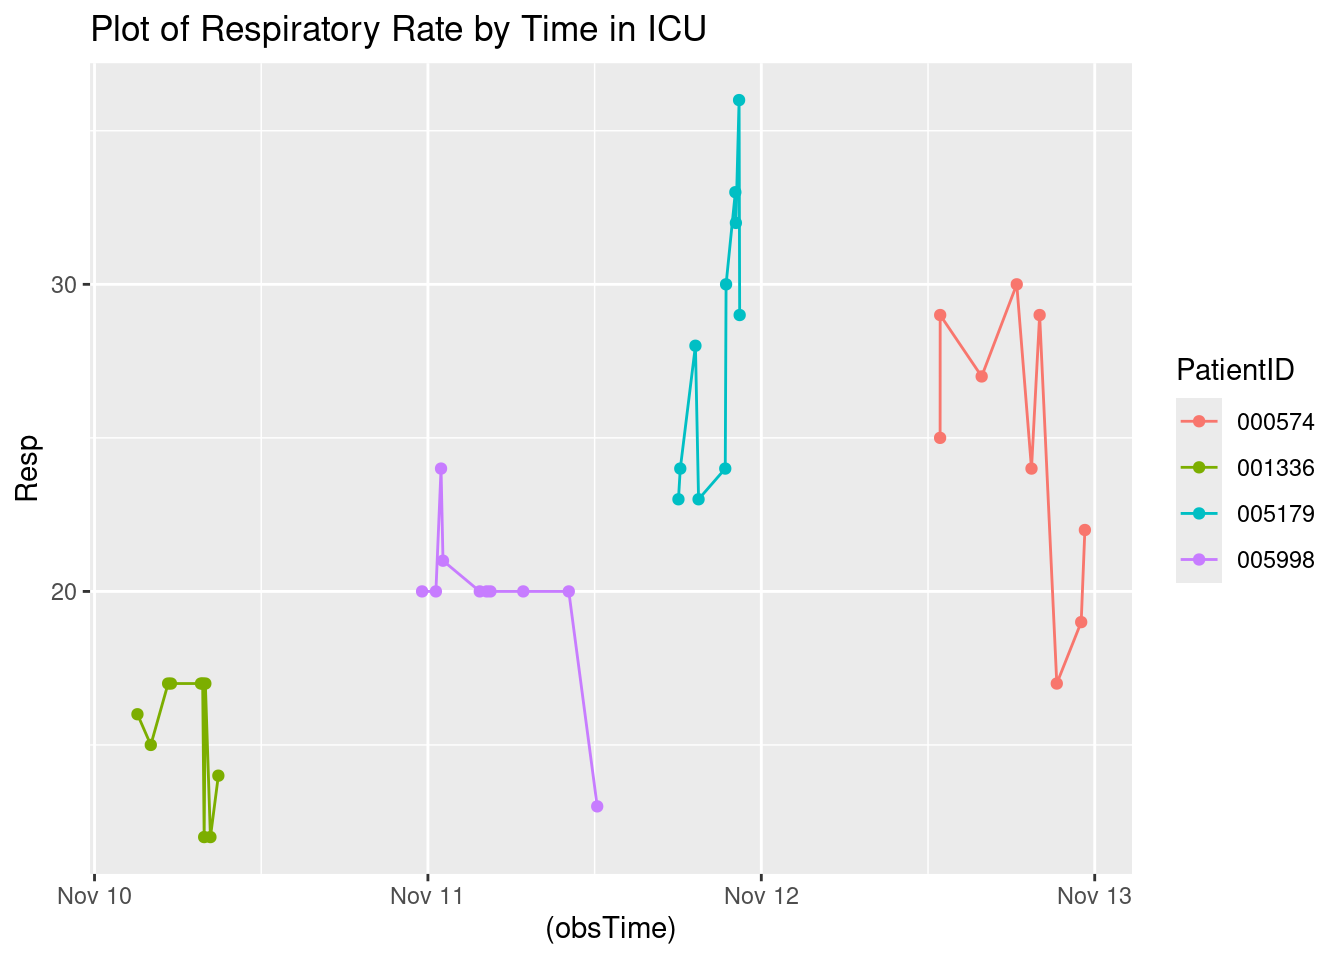 Plot of Respiratory Rate by Time in ICU
Resp
30
20
Nov 10
Nov 11
Nov 12
Nov 13
(obsTime)
PatientID
000574
001336
005179
005998